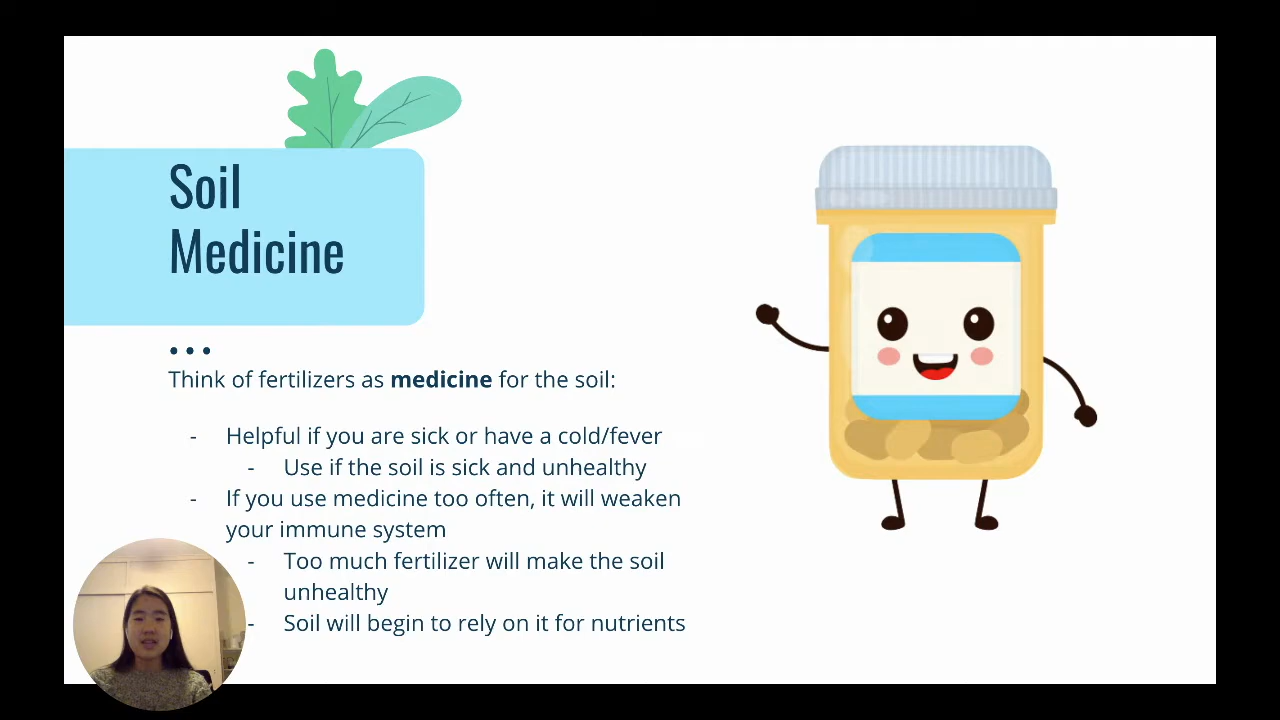 Soil
Medicine
...
Think of fertilizers as medicine for the soil:
- Helpful if you are sick or have a cold/fever
- Use if the soil is sick and unhealthy
- If you use medicine too often, it will weaken
your immune system
- Too much fertilizer will make the soil
unhealthy
- Soil will begin to rely on it for nutrients